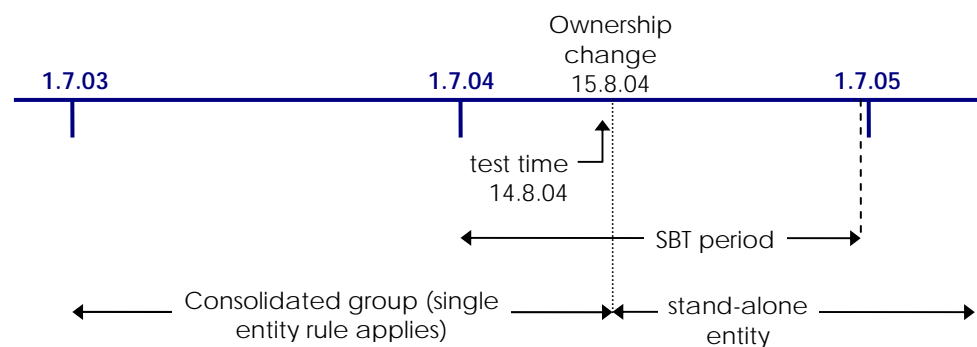 Ownership
change
15.8.04
1.7.03
1.7.04
1.7.05
test time
14.8.04
SBT period
Consolidated group (single
entity rule applies)
stand-alone
entity